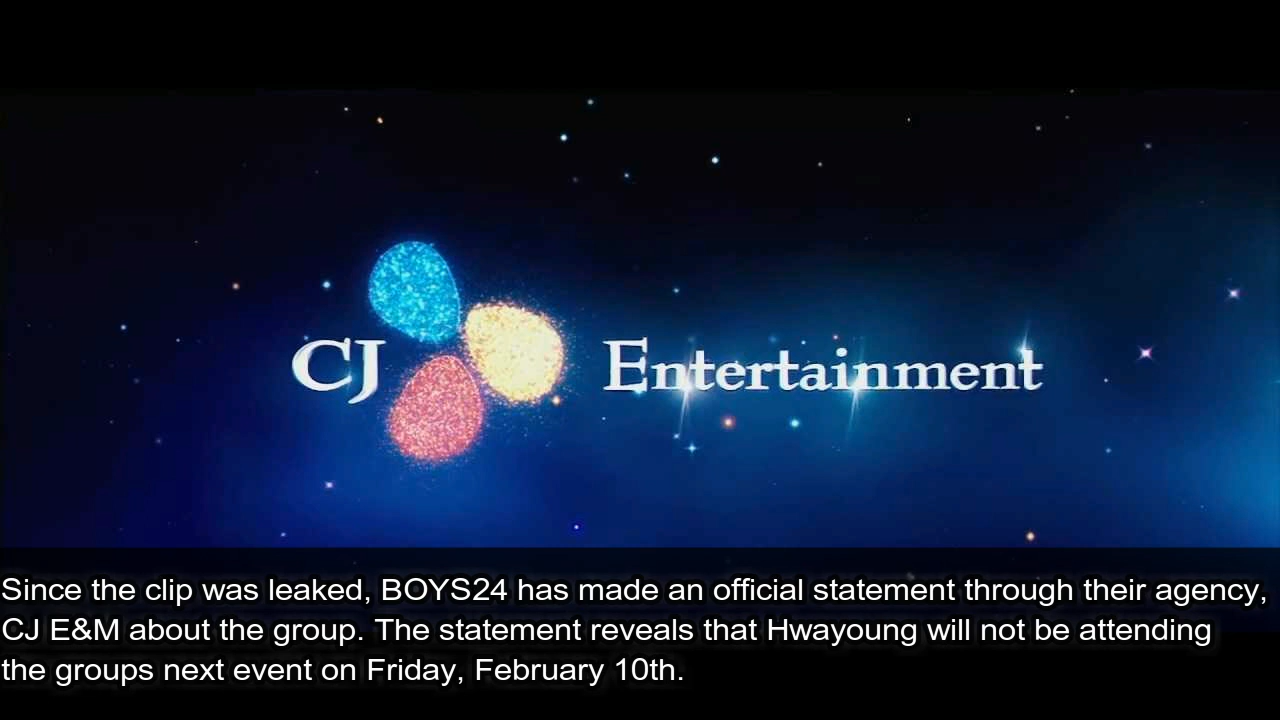 CJ Entertainment
Since the clip was leaked, BOYS24 has made an official statement through their agency,
CJ E&M about the group. The statement reveals that Hwayoung will not be attending
the groups next event on Friday, February 10th.